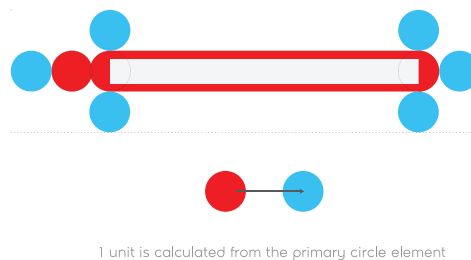 1 unit is calculated from the primary circle element